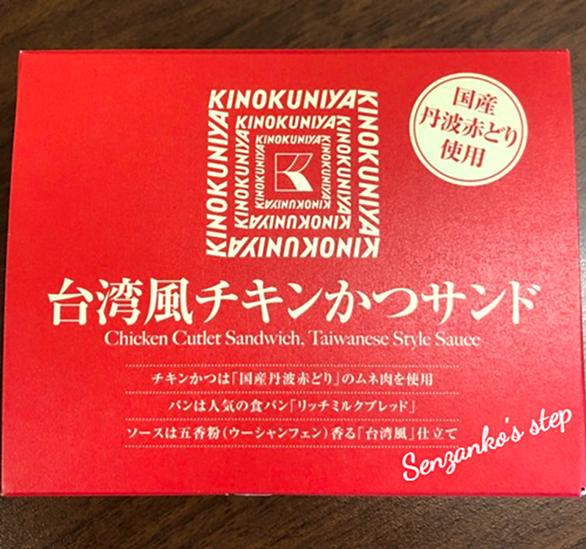 KINOKUNIYA KINOKUNIYA KINOKUNIYA KINOKUNIYA
KINOKUNIYA KINOKUNIYA KINOKUNIYA KINOKUNIYA
KINOKUNIYA KINOKUNIYA KINOKUNIYA KINOKUNIYA
国産
丹波赤どり
使用
台湾風チキンかつサンド
Chicken Cutlet Sandwich, Taiwanese Style Sauce
チキンかつは「国産丹波赤どり」のムネ肉を使用
パンは人気の食パン「リッチミルクブレッド」
ソースは五香粉(ウーシャンフェン)香る「台湾風」仕立て
Senzanko's step